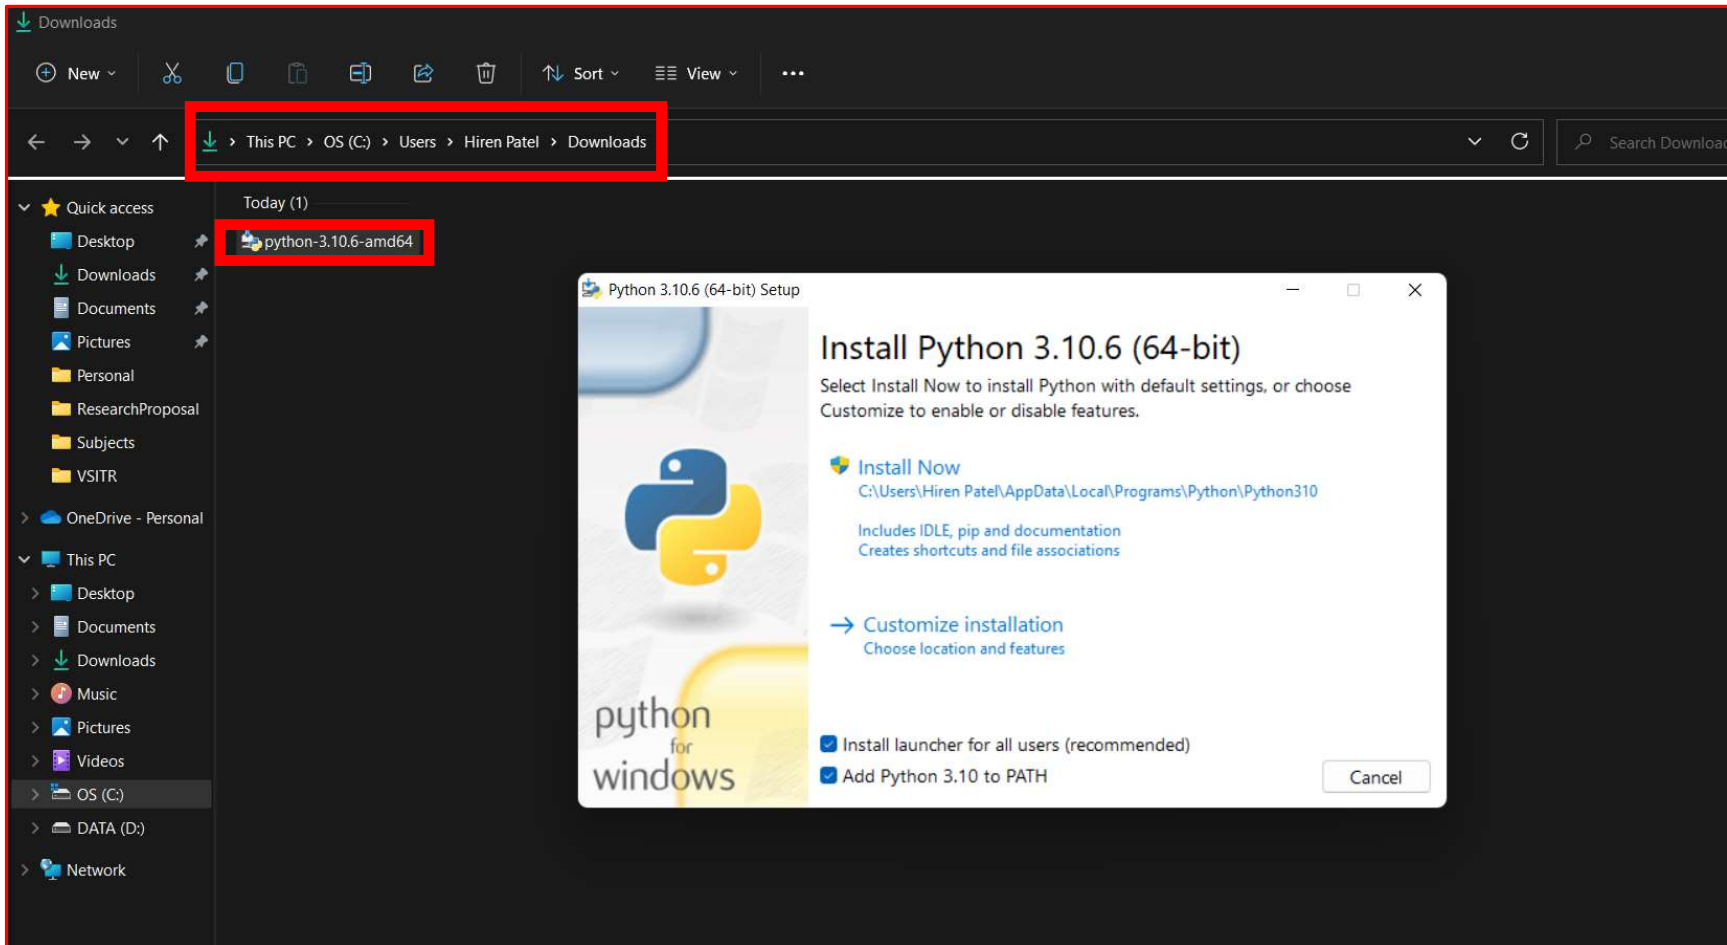 Downloads
New
Sort
View
This PC > OS (C:) > Users > Hiren Patel > Downloads
Search Downloa
Quick access
Desktop
Downloads
Documents
Pictures
Personal
ResearchProposal
Subjects
VSITR
OneDrive - Personal
This PC
Desktop
Documents
Downloads
Music
Pictures
Videos
OS (C:)
DATA (D:)
Network
Today (1)
python-3.10.6-amd64
Python 3.10.6 (64-bit) Setup
Install Python 3.10.6 (64-bit)
Select Install Now to install Python with default settings, or choose
Customize to enable or disable features.
Install Now
C:\Users\Hiren Patel\AppData\Local\Programs\Python\Python310
Includes IDLE, pip and documentation
Creates shortcuts and file associations
Customize installation
Choose location and features
python
for
windows
Install launcher for all users (recommended)
Add Python 3.10 to PATH
Cancel